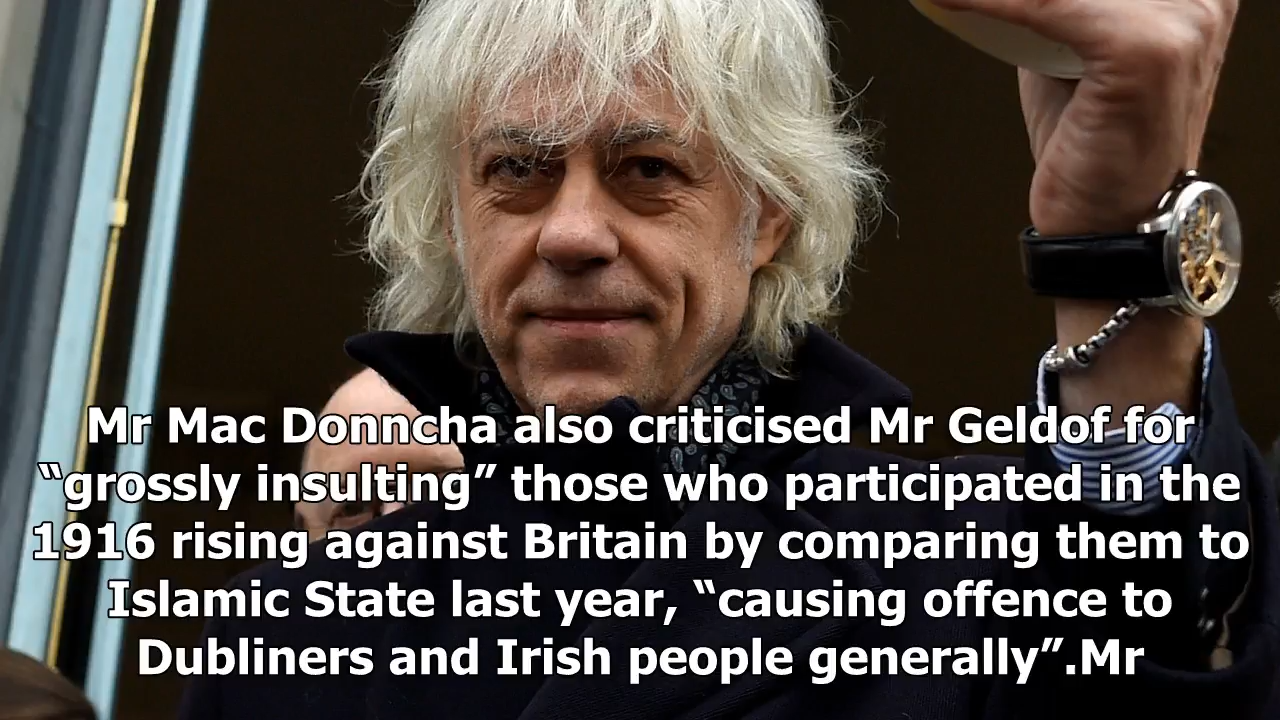 Mr Mac Donncha also criticised Mr Geldof for
“grossly insulting” those who participated in the
1916 rising against Britain by comparing them to
Islamic State last year, “causing offence to
Dubliners and Irish people generally”.Mr